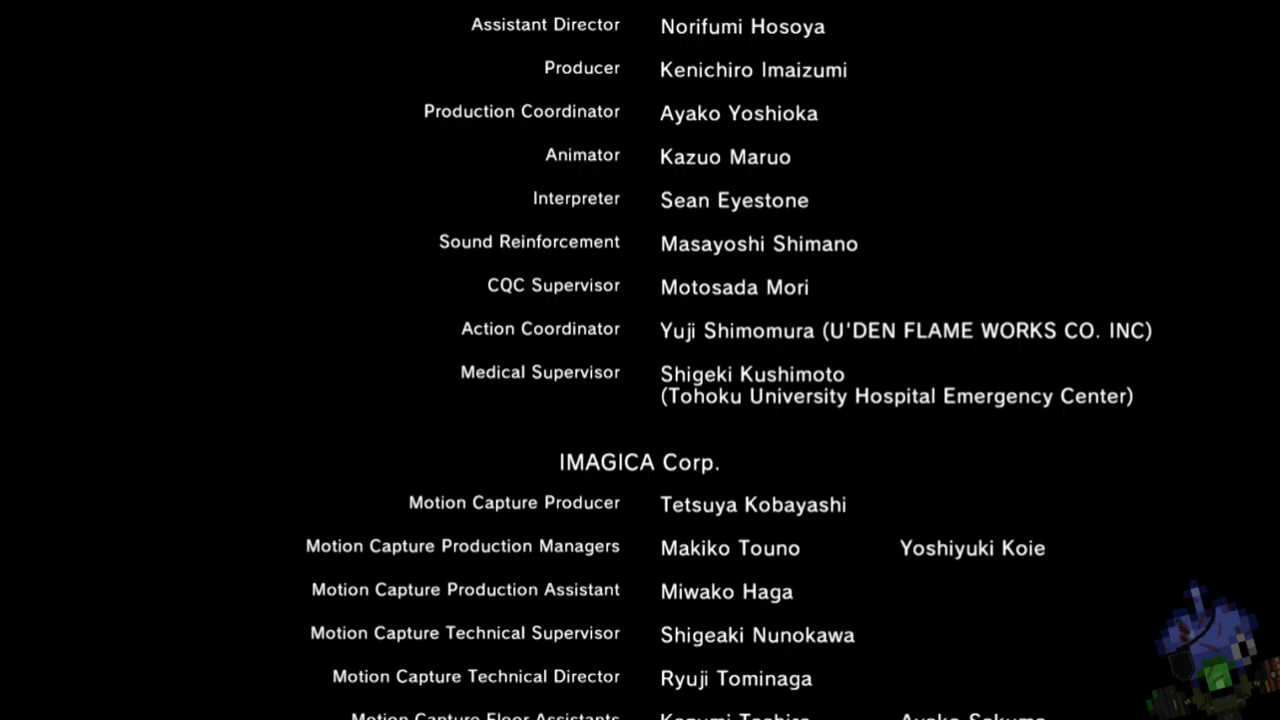 Assistant Director Norifumi Hosoya
Producer Kenichiro Imaizumi
Production Coordinator Ayako Yoshioka
Animator Kazuo Maruo
Interpreter Sean Eyestone
Sound Reinforcement Masayoshi Shimano
CQC Supervisor Motosada Mori
Action Coordinator Yuji Shimomura (U'DEN FLAME WORKS CO. INC)
Medical Supervisor Shigeki Kushimoto
(Tohoku University Hospital Emergency Center)
IMAGICA Corp.
Motion Capture Producer Tetsuya Kobayashi
Motion Capture Production Managers Makiko Touno Yoshiyuki Koie
Motion Capture Production Assistant Miwako Haga
Motion Capture Technical Supervisor Shigeaki Nunokawa
Motion Capture Technical Director Ryuji Tominaga
Motion Capture Floor Assistants